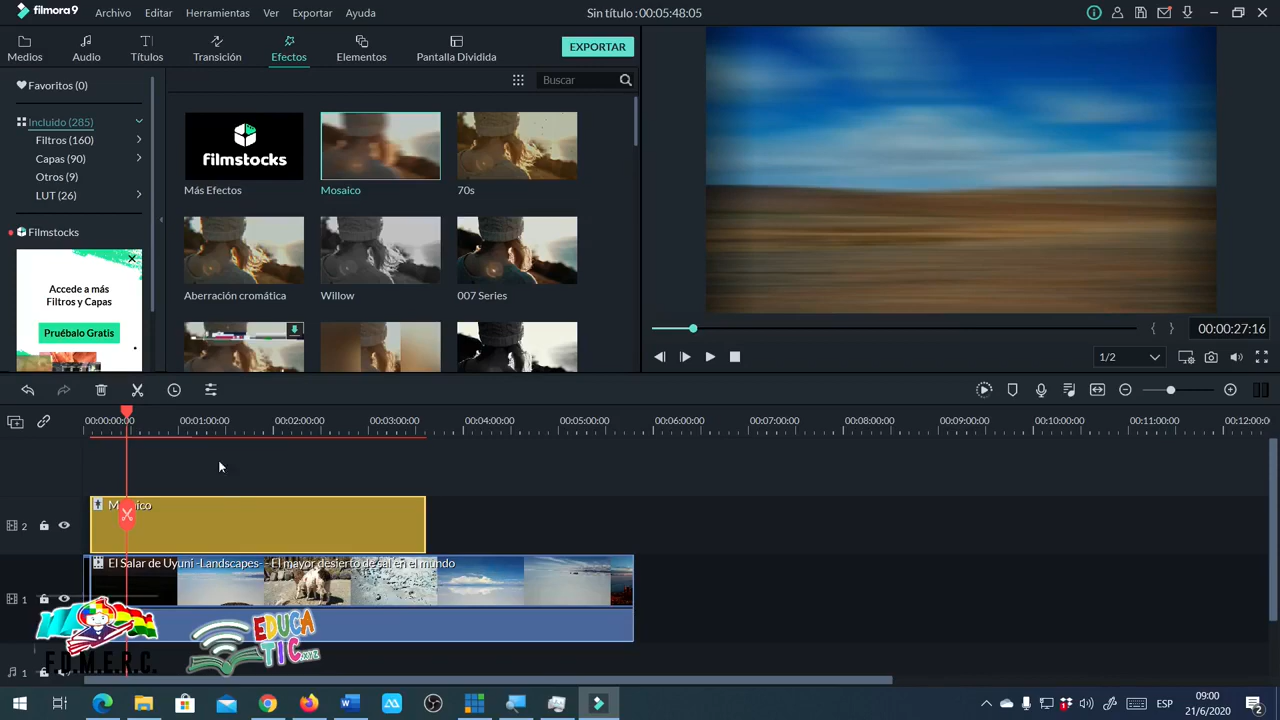 filmora9
Archivo Editar Herramientas Ver Exportar Ayuda
Sin título : 00:05:48:05
Medios Audio Títulos Transición Efectos Elementos Pantalla Dividida
EXPORTAR
Favoritos (0)
Buscar
Incluido (285)
Filtros (160)
Capas (90)
Otros (9)
LUT (26)
Filmstocks
Accede a más
Filtros y Capas
Pruébalo Gratis
filmstocks
Más Efectos Mosaico 70s
Aberración cromática Willow 007 Series
00:00:27:16
1/2
00:00:00:00 00:01:00:00 00:02:00:00 00:03:00:00 00:04:00:00 00:05:00:00 00:06:00:00 00:07:00:00 00:08:00:00 00:09:00:00 00:10:00:00 00:11:00:00 00:12:00:00
2
El Salar de Uyuni -Landscapes- - El mayor desierto de sal en el mundo
1
EDUCA
TIC.xyz
F.D.M.E.R.C.
1
ESP
09:00
21/6/2020
2